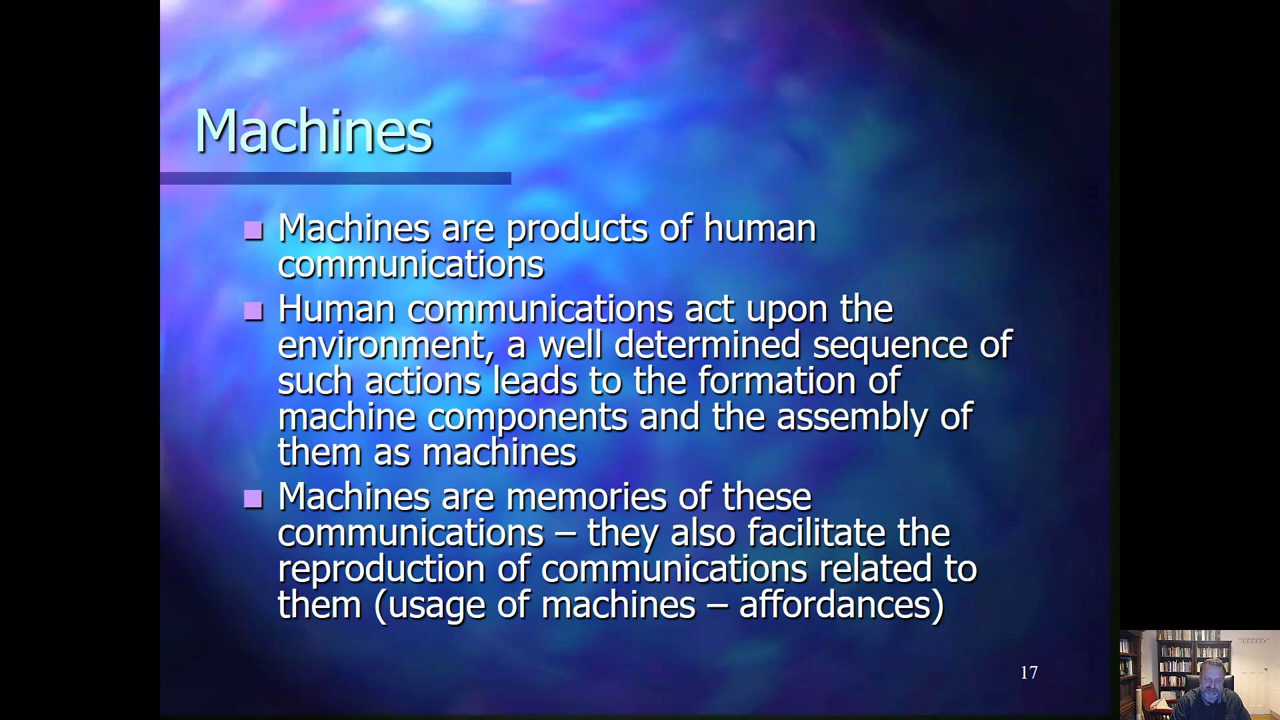 Machines
Machines are products of human
communications
Human communications act upon the
environment, a well determined sequence of
such actions leads to the formation of
machine components and the assembly of
them as machines
Machines are memories of these
communications – they also facilitate the
reproduction of communications related to
them (usage of machines – affordances)
17